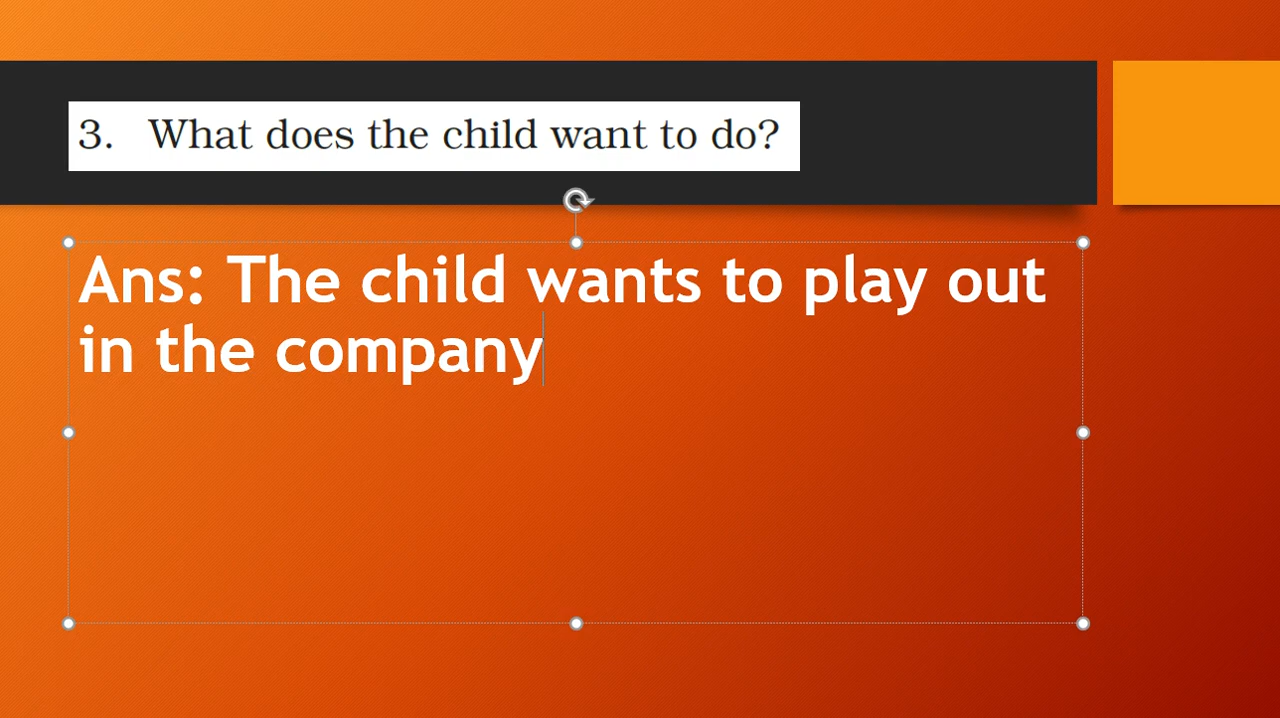 3. What does the child want to do?
Ans: The child wants to play out
in the company